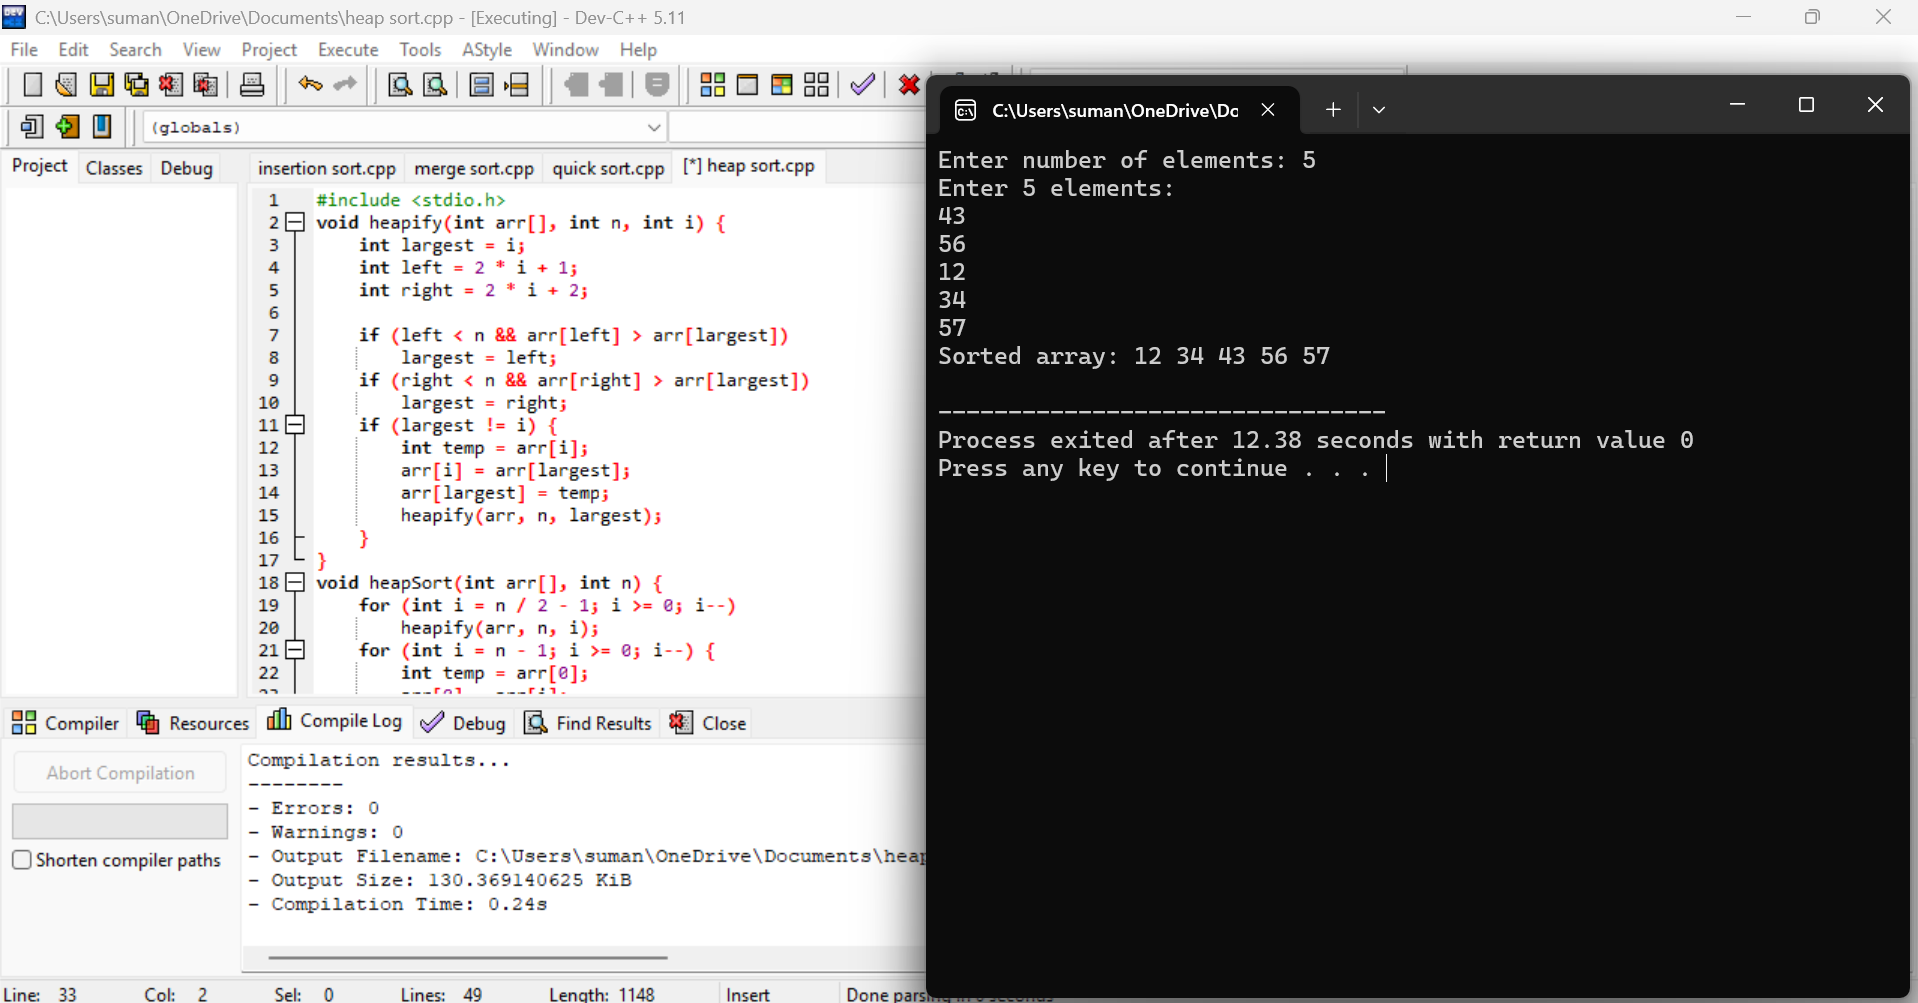 C:\Users\suman\OneDrive\Documents\heap sort.cpp - [Executing] - Dev-C++ 5.11
File Edit Search View Project Execute Tools AStyle Window Help
(globals)
Project Classes Debug
insertion sort.cpp merge sort.cpp quick sort.cpp [*] heap sort.cpp
1 #include <stdio.h>
2 void heapify(int arr[], int n, int i) {
3 int largest = i;
4 int left = 2 * i + 1;
5 int right = 2 * i + 2;
6
7 if (left < n && arr[left] > arr[largest])
8 largest = left;
9 if (right < n && arr[right] > arr[largest])
10 largest = right;
11 if (largest != i) {
12 int temp = arr[i];
13 arr[i] = arr[largest];
14 arr[largest] = temp;
15 heapify(arr, n, largest);
16 }
17 }
18 void heapSort(int arr[], int n) {
19 for (int i = n / 2 - 1; i >= 0; i--)
20 heapify(arr, n, i);
21 for (int i = n - 1; i >= 0; i--) {
22 int temp = arr[0];
Compiler Resources Compile Log Debug Find Results Close
Abort Compilation
Shorten compiler paths
Compilation results...
--------
- Errors: 0
- Warnings: 0
- Output Filename: C:\Users\suman\OneDrive\Documents\heap
- Output Size: 130.369140625 KiB
- Compilation Time: 0.24s
Line: 33 Col: 2 Sel: 0 Lines: 49 Length: 1148 Insert Done parsing in 0 seconds
C:\Users\suman\OneDrive\Do
Enter number of elements: 5
Enter 5 elements:
43
56
12
34
57
Sorted array: 12 34 43 56 57
--------------------------------
Process exited after 12.38 seconds with return value 0
Press any key to continue . . .